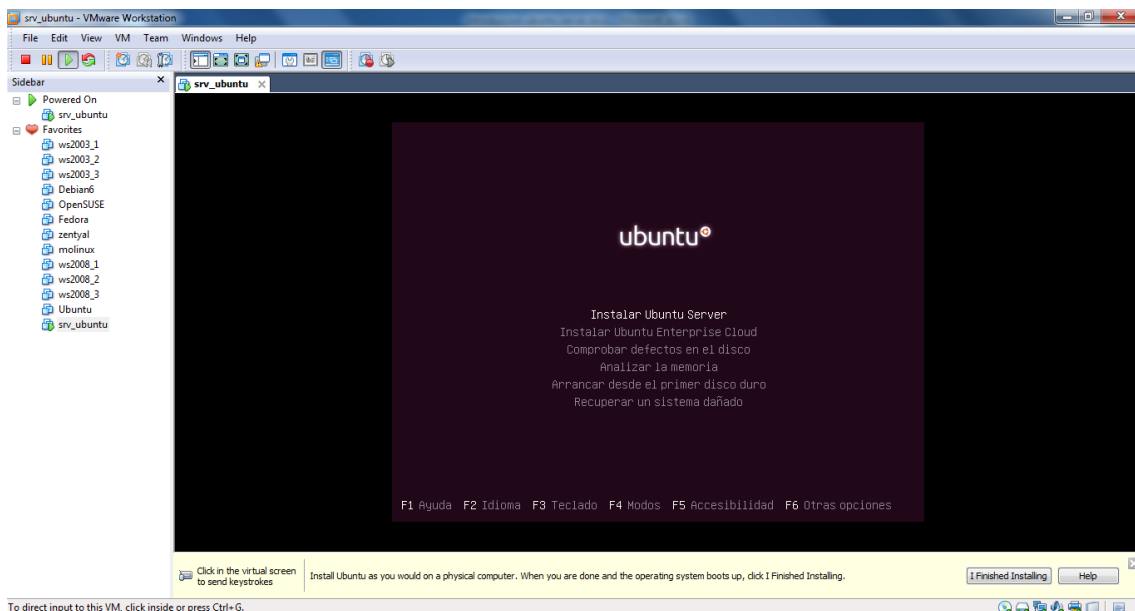 srv_ubuntu - VMware Workstation
File Edit View VM Team Windows Help
Sidebar
srv_ubuntu
Powered On
srv_ubuntu
Favorites
ws2003_1
ws2003_2
ws2003_3
Debian6
OpenSUSE
Fedora
zentyal
molinux
ws2008_1
ws2008_2
ws2008_3
Ubuntu
srv_ubuntu
ubuntu
Instalar Ubuntu Server
Instalar Ubuntu Enterprise Cloud
Comprobar defectos en el disco
Analizar la memoria
Arrancar desde el primer disco duro
Recuperar un sistema dañado
F1 Ayuda F2 Idioma F3 Teclado F4 Modos F5 Accesibilidad F6 Otras opciones
Click in the virtual screen
to send keystrokes
Install Ubuntu as you would on a physical computer. When you are done and the operating system boots up, click I Finished Installing.
I Finished Installing
Help
To direct input to this VM, click inside or press Ctrl+G.